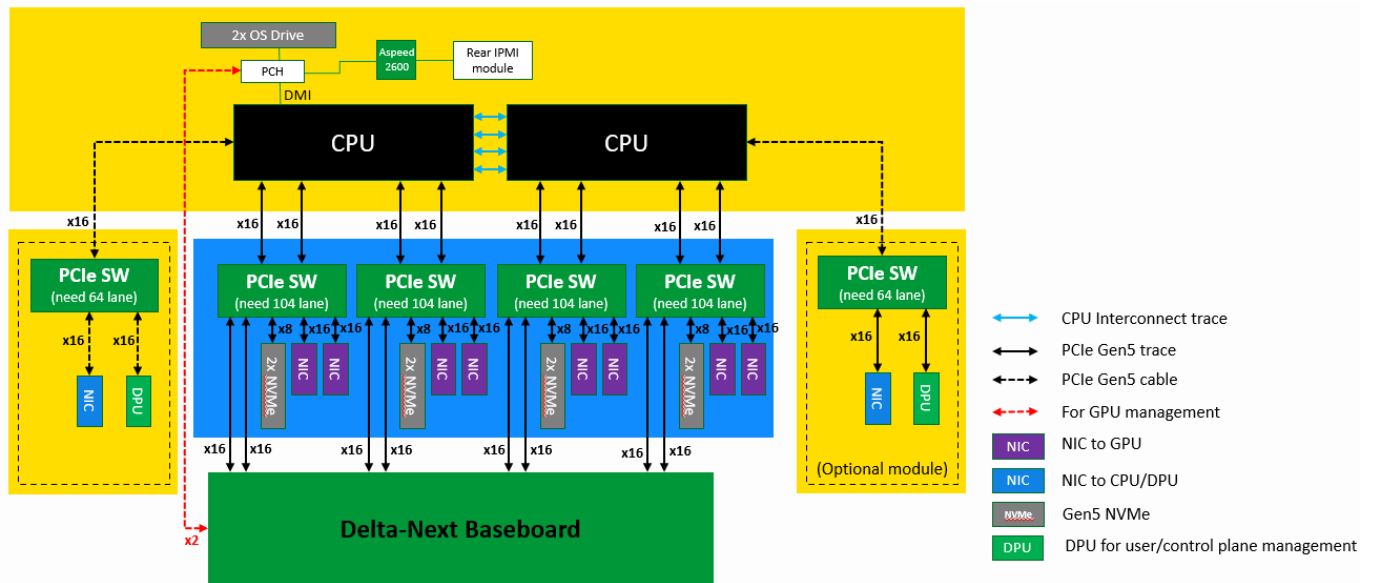 2x OS Drive
PCH
Aspeed
2600
Rear IPMI
module
DMI
CPU
CPU
x16
x16
x16
x16
x16
x16
x16
x16
x16
x16
PCIe SW
(need 64 lane)
x16
x16
NIC
DPU
PCIe SW
(need 104 lane)
x8
x16
x16
2x NVMe
NIC
NIC
PCIe SW
(need 104 lane)
x8
x16
x16
2x NVMe
NIC
NIC
PCIe SW
(need 104 lane)
x8
x16
x16
2x NVMe
NIC
NIC
PCIe SW
(need 104 lane)
x8
x16
x16
2x NVMe
NIC
NIC
PCIe SW
(need 64 lane)
x16
x16
NIC
DPU
(Optional module)
x16
x16
x16
x16
x16
x16
x16
x16
x2
Delta-Next Baseboard
CPU Interconnect trace
PCIe Gen5 trace
PCIe Gen5 cable
For GPU management
NIC
NIC to GPU
NIC
NIC to CPU/DPU
NVMe
Gen5 NVMe
DPU
DPU for user/control plane management